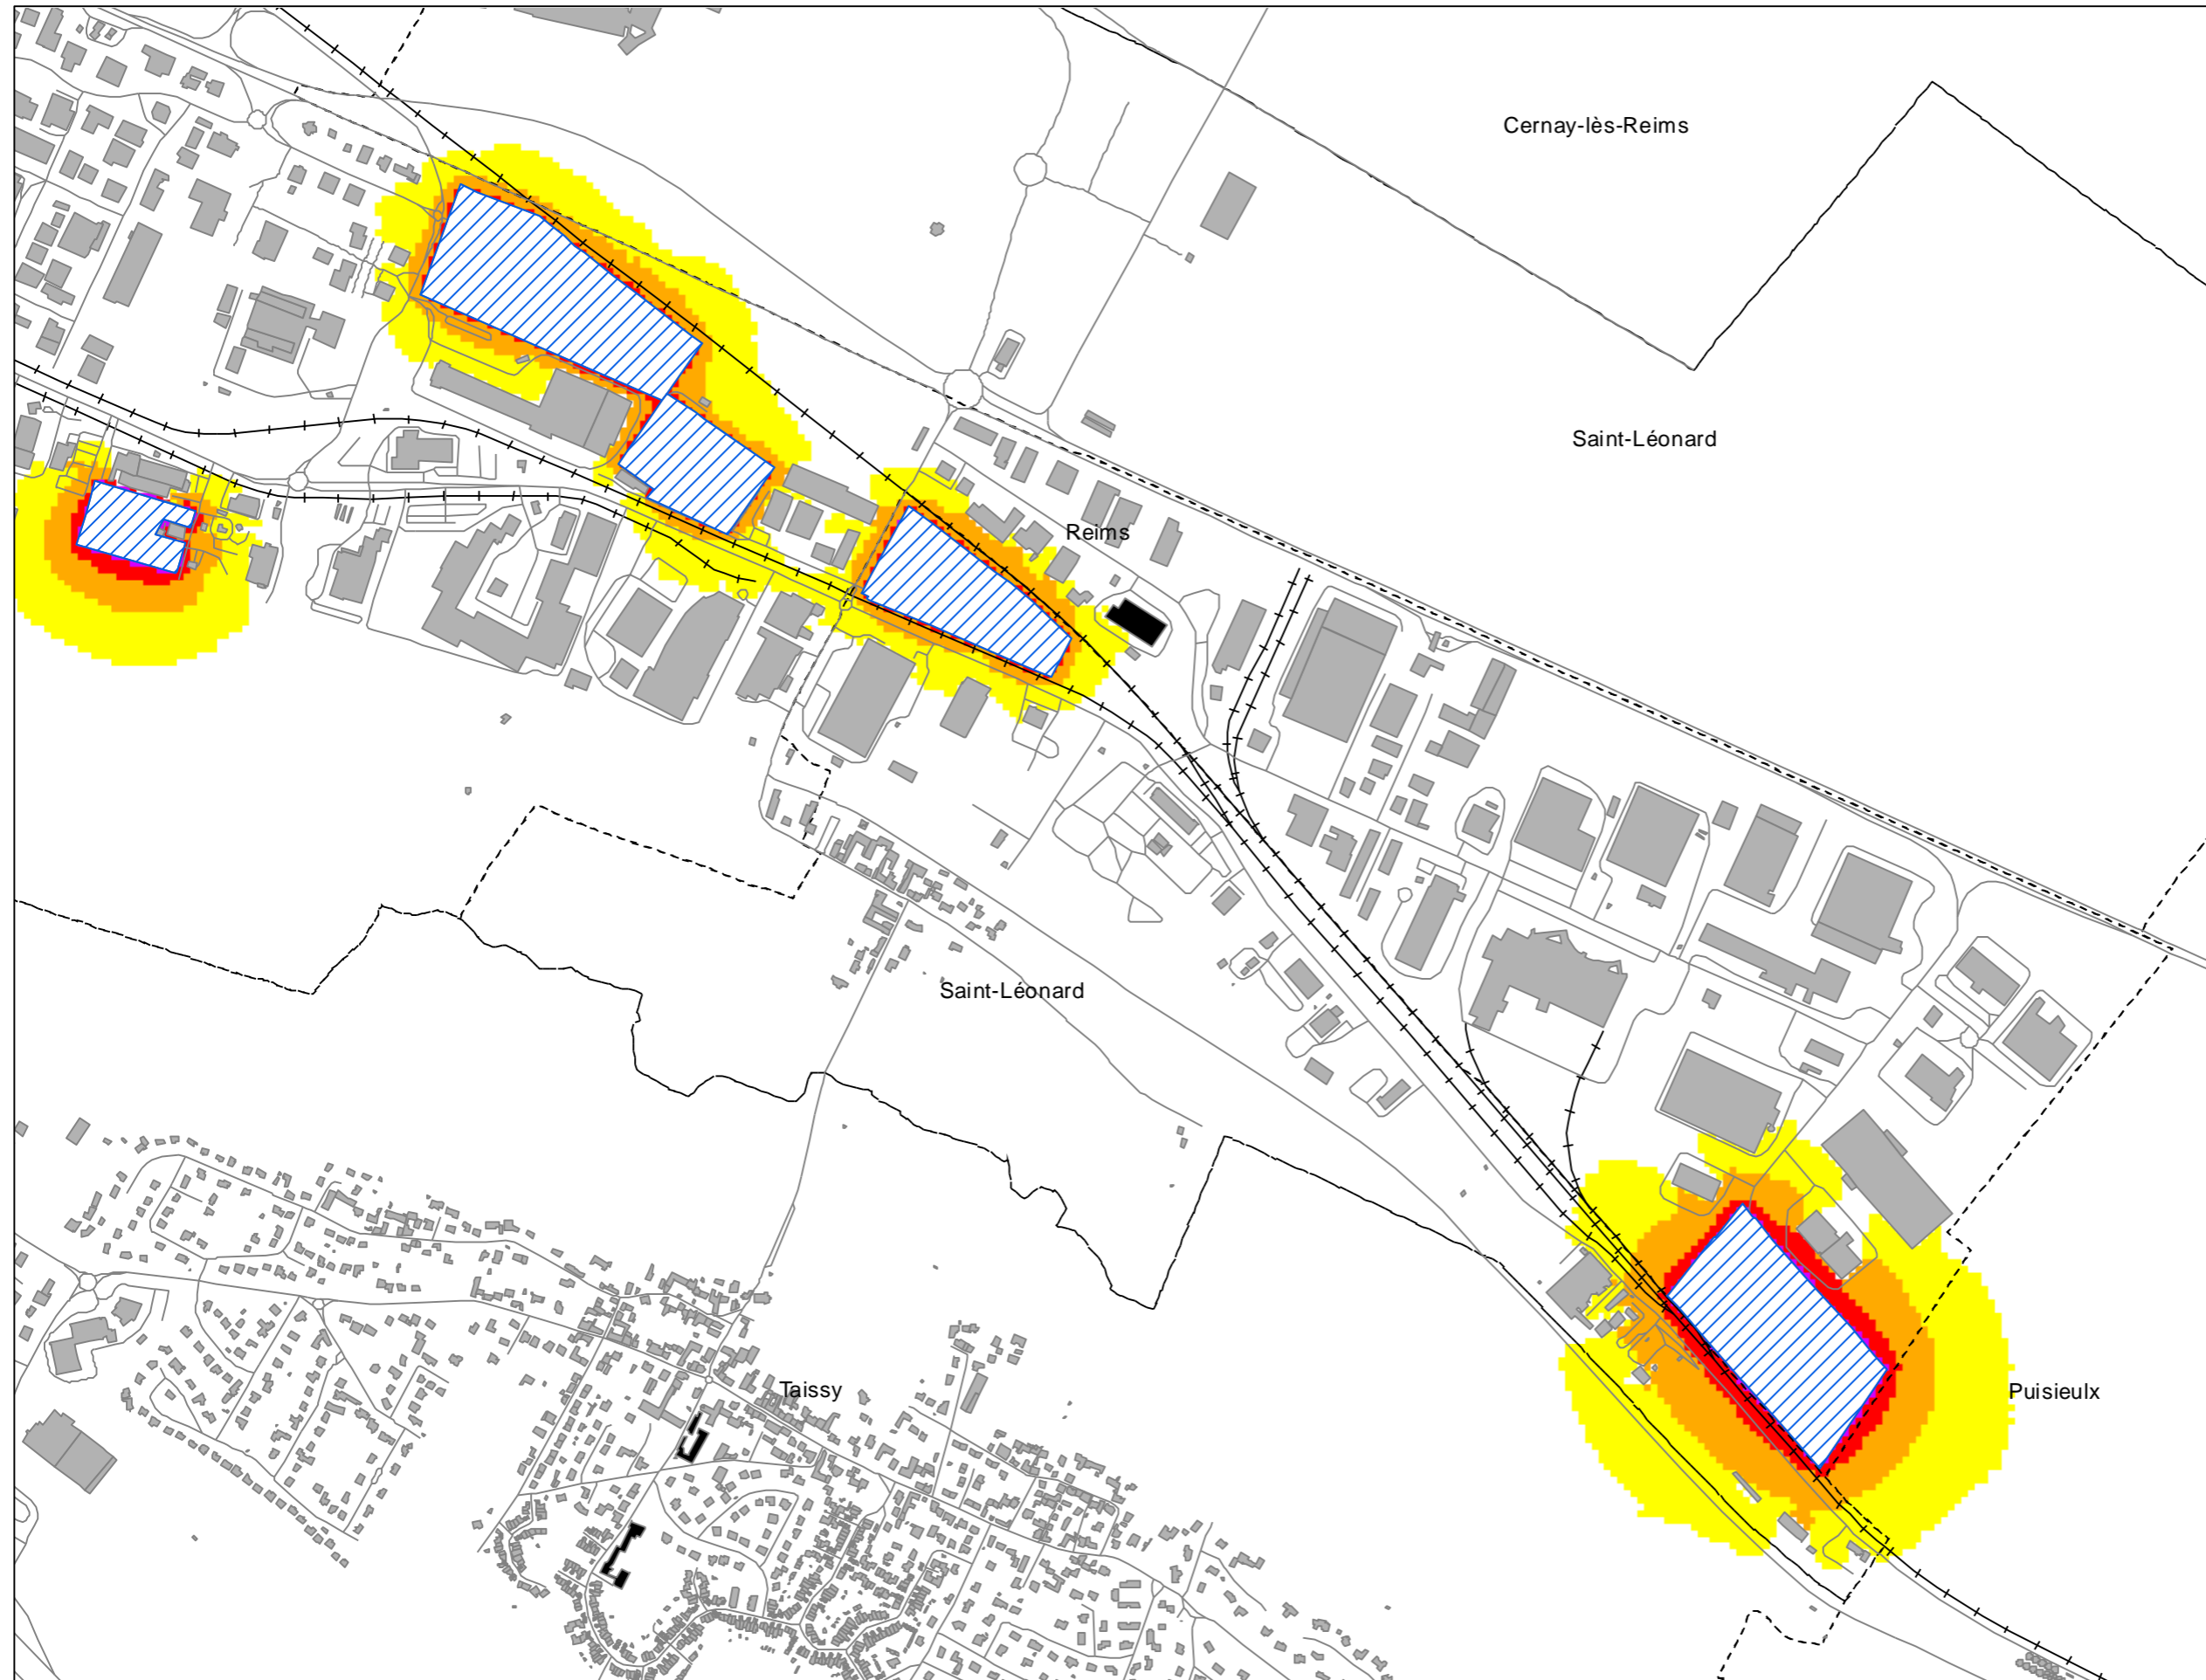 Cernay-lès-Reims
Saint-Léonard
Reims
Saint-Léonard
Taissy
Puisieulx